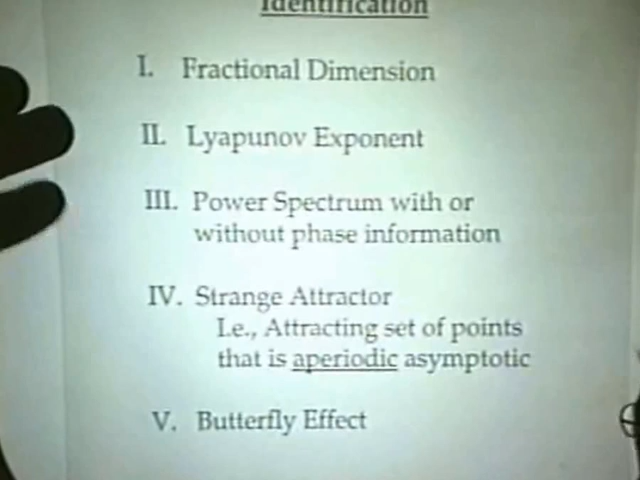 Identification
I. Fractional Dimension
II. Lyapunov Exponent
III. Power Spectrum with or
without phase information
IV. Strange Attractor
I.e., Attracting set of points
that is aperiodic asymptotic
V. Butterfly Effect